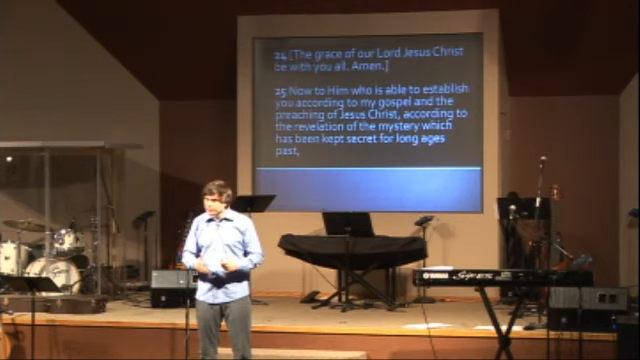 24 [The grace of our Lord Jesus Christ
be with you all. Amen.]
25 Now to Him who is able to establish
you according to my gospel and the
preaching of Jesus Christ, according to
the revelation of the mystery which
has been kept secret for long ages
past,
YAMAHA